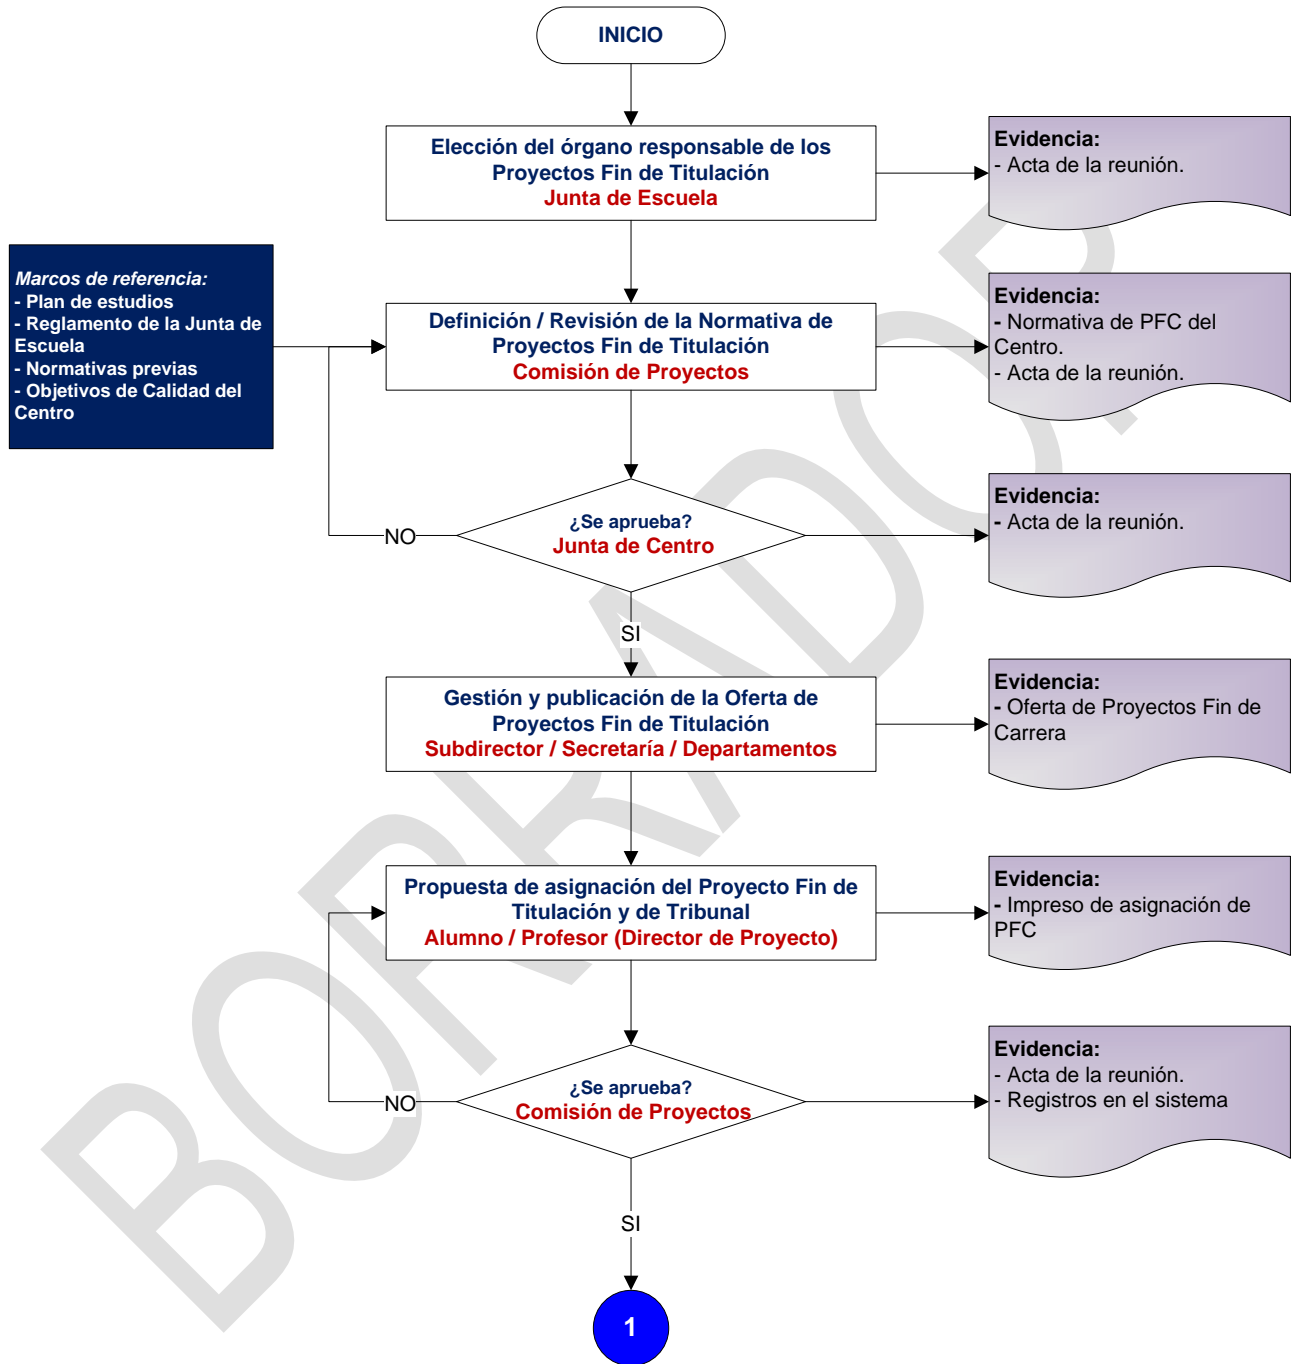 INICIO
Elección del órgano responsable de los
Proyectos Fin de Titulación
Junta de Escuela
Evidencia:
- Acta de la reunión.
Marcos de referencia:
- Plan de estudios
- Reglamento de la Junta de
Escuela
- Normativas previas
- Objetivos de Calidad del
Centro
Definición / Revisión de la Normativa de
Proyectos Fin de Titulación
Comisión de Proyectos
Evidencia:
- Normativa de PFC del
Centro.
- Acta de la reunión.
¿Se aprueba?
Junta de Centro
NO
Evidencia:
- Acta de la reunión.
SI
Gestión y publicación de la Oferta de
Proyectos Fin de Titulación
Subdirector / Secretaría / Departamentos
Evidencia:
- Oferta de Proyectos Fin de
Carrera
Propuesta de asignación del Proyecto Fin de
Titulación y de Tribunal
Alumno / Profesor (Director de Proyecto)
Evidencia:
- Impreso de asignación de
PFC
¿Se aprueba?
Comisión de Proyectos
NO
Evidencia:
- Acta de la reunión.
- Registros en el sistema
SI
1
BORRADOR